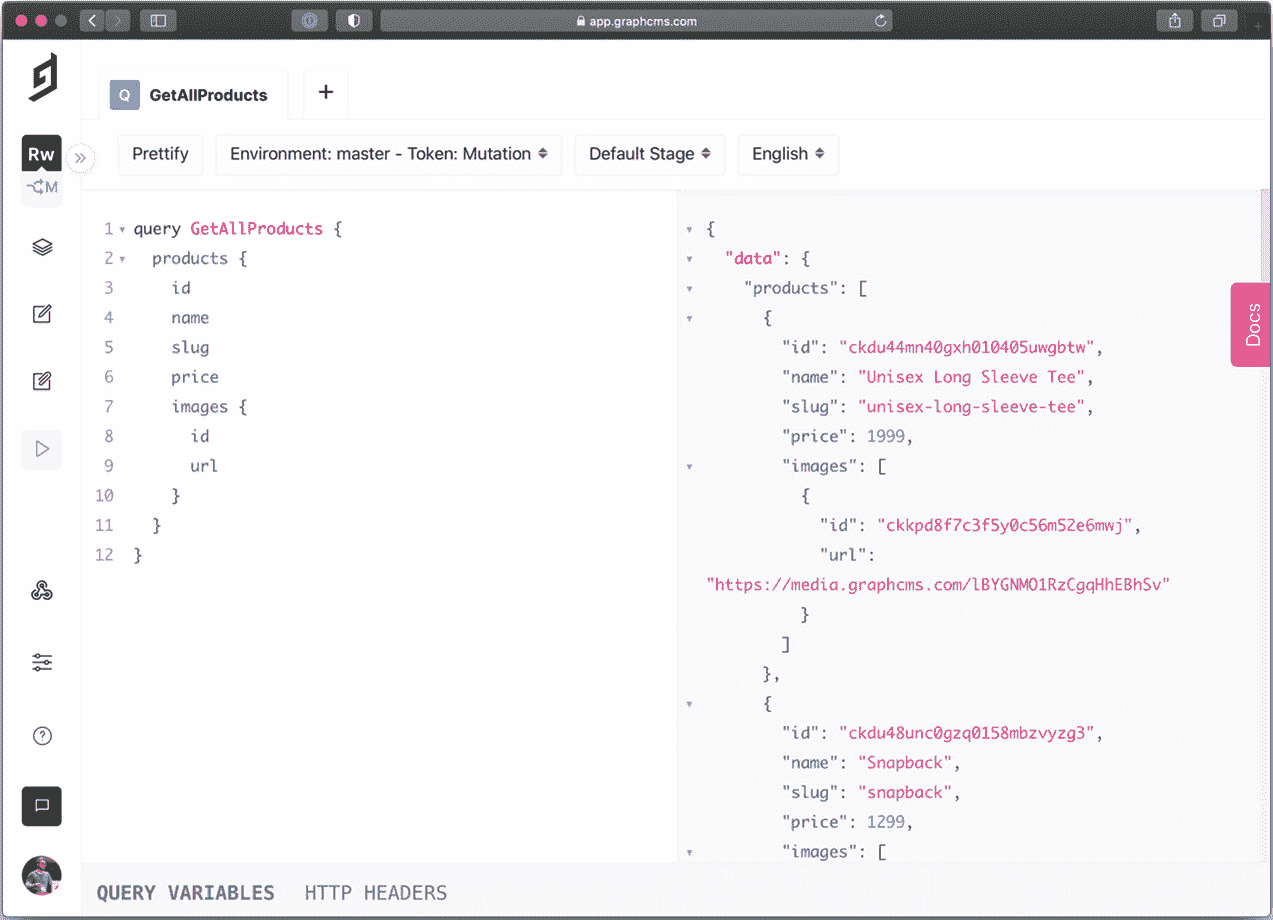 app.graphcms.com
Q GetAllProducts +
Rw
M
Prettify
Environment: master - Token: Mutation
Default Stage
English
1 query GetAllProducts {
2 products {
3 id
4 name
5 slug
6 price
7 images {
8 id
9 url
10 }
11 }
12 }
{
"data": {
"products": [
{
"id": "ckdu44mn40gxh010405uwgbtw",
"name": "Unisex Long Sleeve Tee",
"slug": "unisex-long-sleeve-tee",
"price": 1999,
"images": [
{
"id": "ckkpd8f7c3f5y0c56m52e6mwj",
"url":
"https://media.graphcms.com/lBYGNMO1RzCgqHhEBhSv"
}
]
},
{
"id": "ckdu48unc0gzq0158mbzvyzg3",
"name": "Snapback",
"slug": "snapback",
"price": 1299,
"images": [
Docs
QUERY VARIABLES HTTP HEADERS